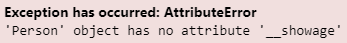 Exception has occurred: AttributeError
'Person' object has no attribute '__showage'